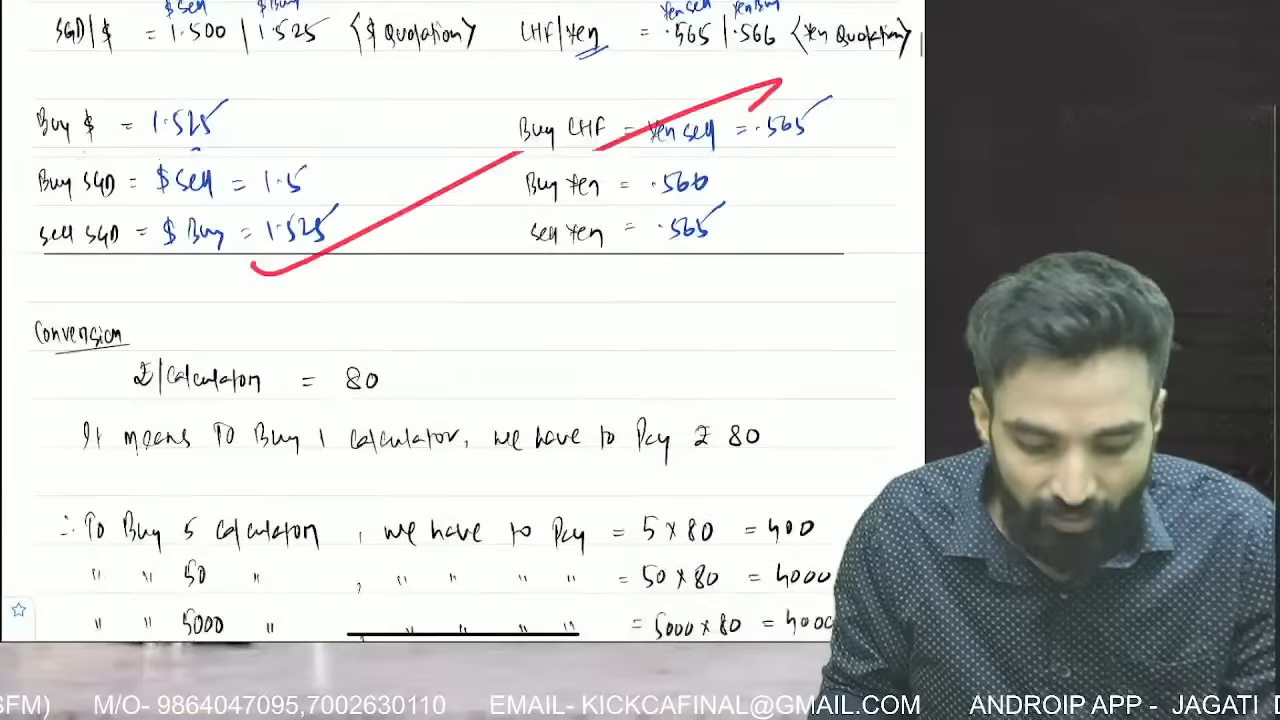 $ Sell $ Buy Yen sell Yen Buy
SGD/$ = 1.500 | 1.525 <$ Quotation> CHF/Yen = .565 | .566 <Yen Quotation>
Buy $ = 1.525 Buy CHF = Yen sell = .565
Buy SGD = $ Sell = 1.5 Buy Yen = .566
Sell SGD = $ Buy = 1.525 Sell Yen = .565
Conversion
₹/Calculator = 80
It means To Buy 1 calculator, we have to Pay ₹ 80
∴ To Buy 5 calculator, we have to Pay = 5 × 80 = 400
" " 50 " , " " " " = 50 × 80 = 4000
" " 5000 " " " " " = 5000 × 80 = 4000
SFM) M/O- 9864047095,7002630110 EMAIL- KICKCAFINAL@GMAIL.COM ANDROIP APP - JAGATI